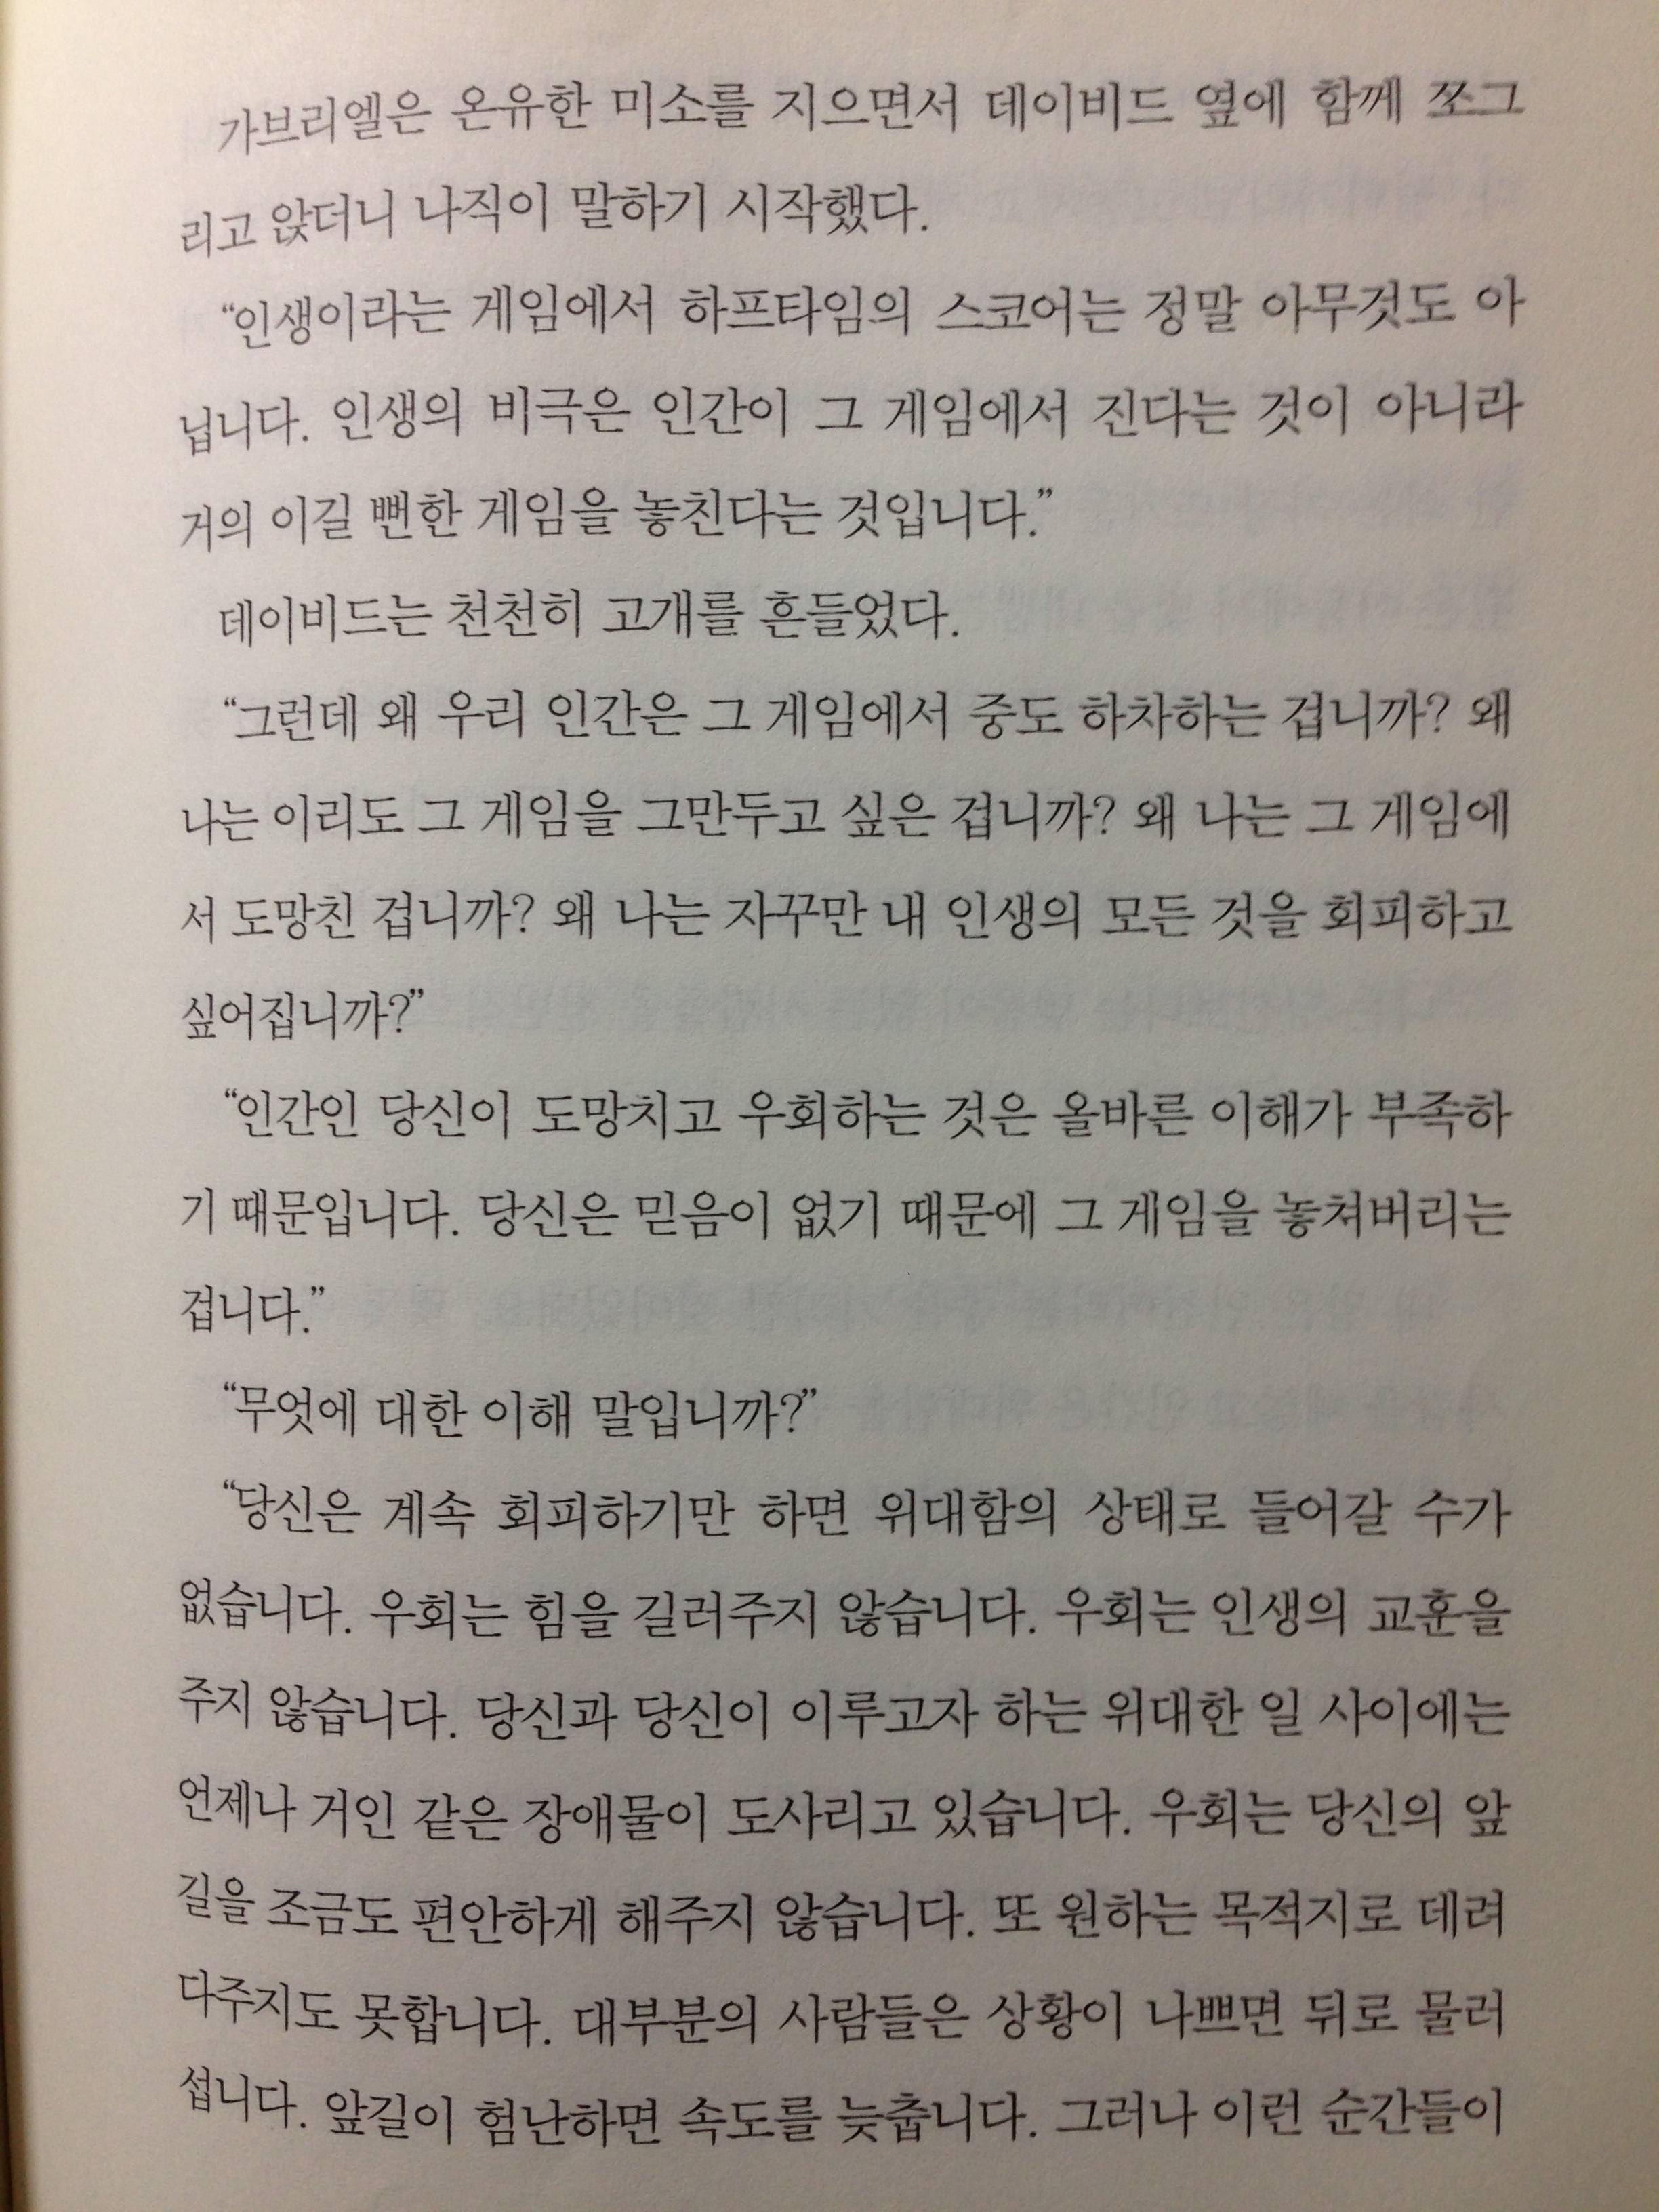 가브리엘은 온유한 미소를 지으면서 데이비드 옆에 함께 쪼그
리고 앉더니 나직이 말하기 시작했다.
“인생이라는 게임에서 하프타임의 스코어는 정말 아무것도 아
닙니다. 인생의 비극은 인간이 그 게임에서 진다는 것이 아니라
거의 이길 뻔한 게임을 놓친다는 것입니다.”
데이비드는 천천히 고개를 흔들었다.
“그런데 왜 우리 인간은 그 게임에서 중도 하차하는 겁니까? 왜
나는 이리도 그 게임을 그만두고 싶은 겁니까? 왜 나는 그 게임에
서 도망친 겁니까? 왜 나는 자꾸만 내 인생의 모든 것을 회피하고
싶어집니까?”
“인간인 당신이 도망치고 우회하는 것은 올바른 이해가 부족하
기 때문입니다. 당신은 믿음이 없기 때문에 그 게임을 놓쳐버리는
겁니다.”
“무엇에 대한 이해 말입니까?”
“당신은 계속 회피하기만 하면 위대함의 상태로 들어갈 수가
없습니다. 우회는 힘을 길러주지 않습니다. 우회는 인생의 교훈을
주지 않습니다. 당신과 당신이 이루고자 하는 위대한 일 사이에는
언제나 거인 같은 장애물이 도사리고 있습니다. 우회는 당신의 앞
길을 조금도 편안하게 해주지 않습니다. 또 원하는 목적지로 데려
다주지도 못합니다. 대부분의 사람들은 상황이 나쁘면 뒤로 물러
섭니다. 앞길이 험난하면 속도를 늦춥니다. 그러나 이런 순간들이